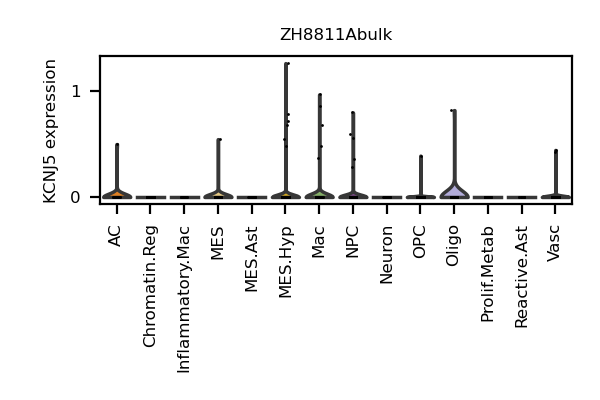 ZH8811Abulk
KCNJ5 expression
1
0
AC
Chromatin.Reg
Inflammatory.Mac
MES
MES.Ast
MES.Hyp
Mac
NPC
Neuron
OPC
Oligo
Prolif.Metab
Reactive.Ast
Vasc